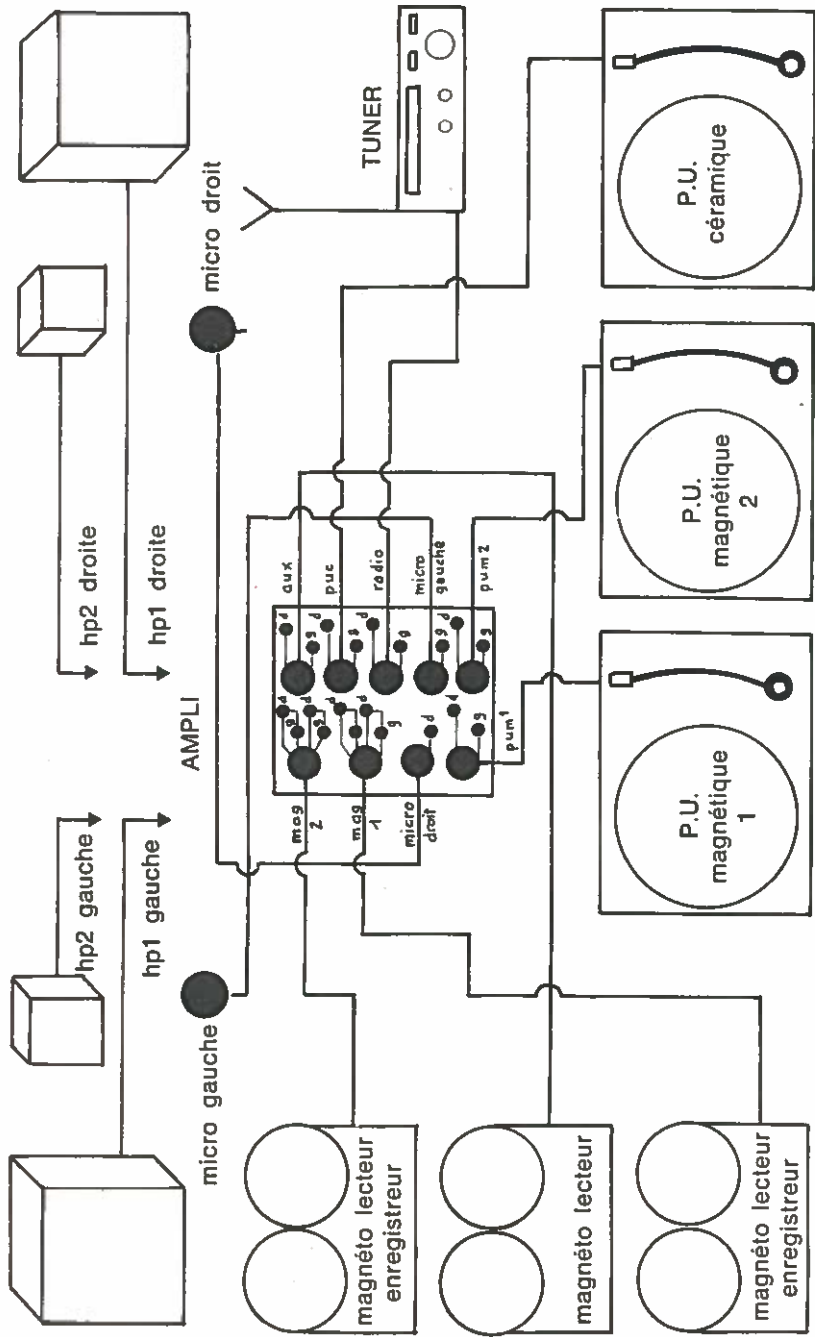 hp2 gauche
hp2 droite
hp1 gauche
hp1 droite
AMPLI
micro gauche
micro droit
TUNER
mag
2
mag
1
micro
droit
aux
puc
radio
micro
gauche
pum2
pum1
d
g
d
g
d
g
d
g
d
d
g
d
g
d
g
d
g
g
d
g
magnéto lecteur
enregistreur
magnéto lecteur
magnéto lecteur
enregistreur
P.U.
magnétique
1
P.U.
magnétique
2
P.U.
céramique